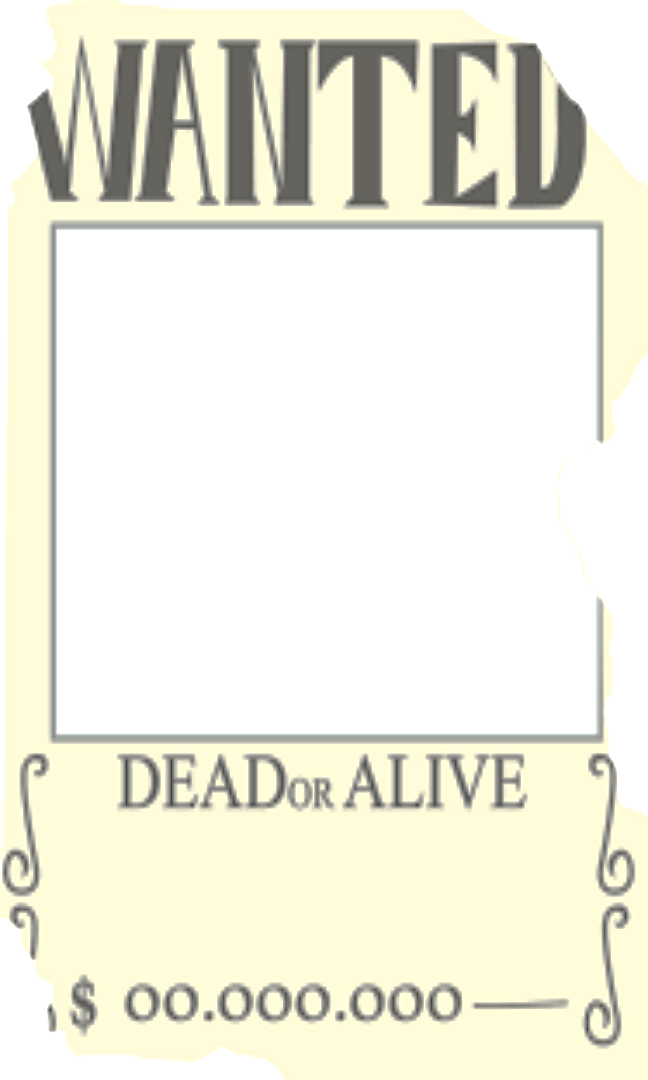 WANTED
DEAD OR ALIVE
$ 00.000.000 —